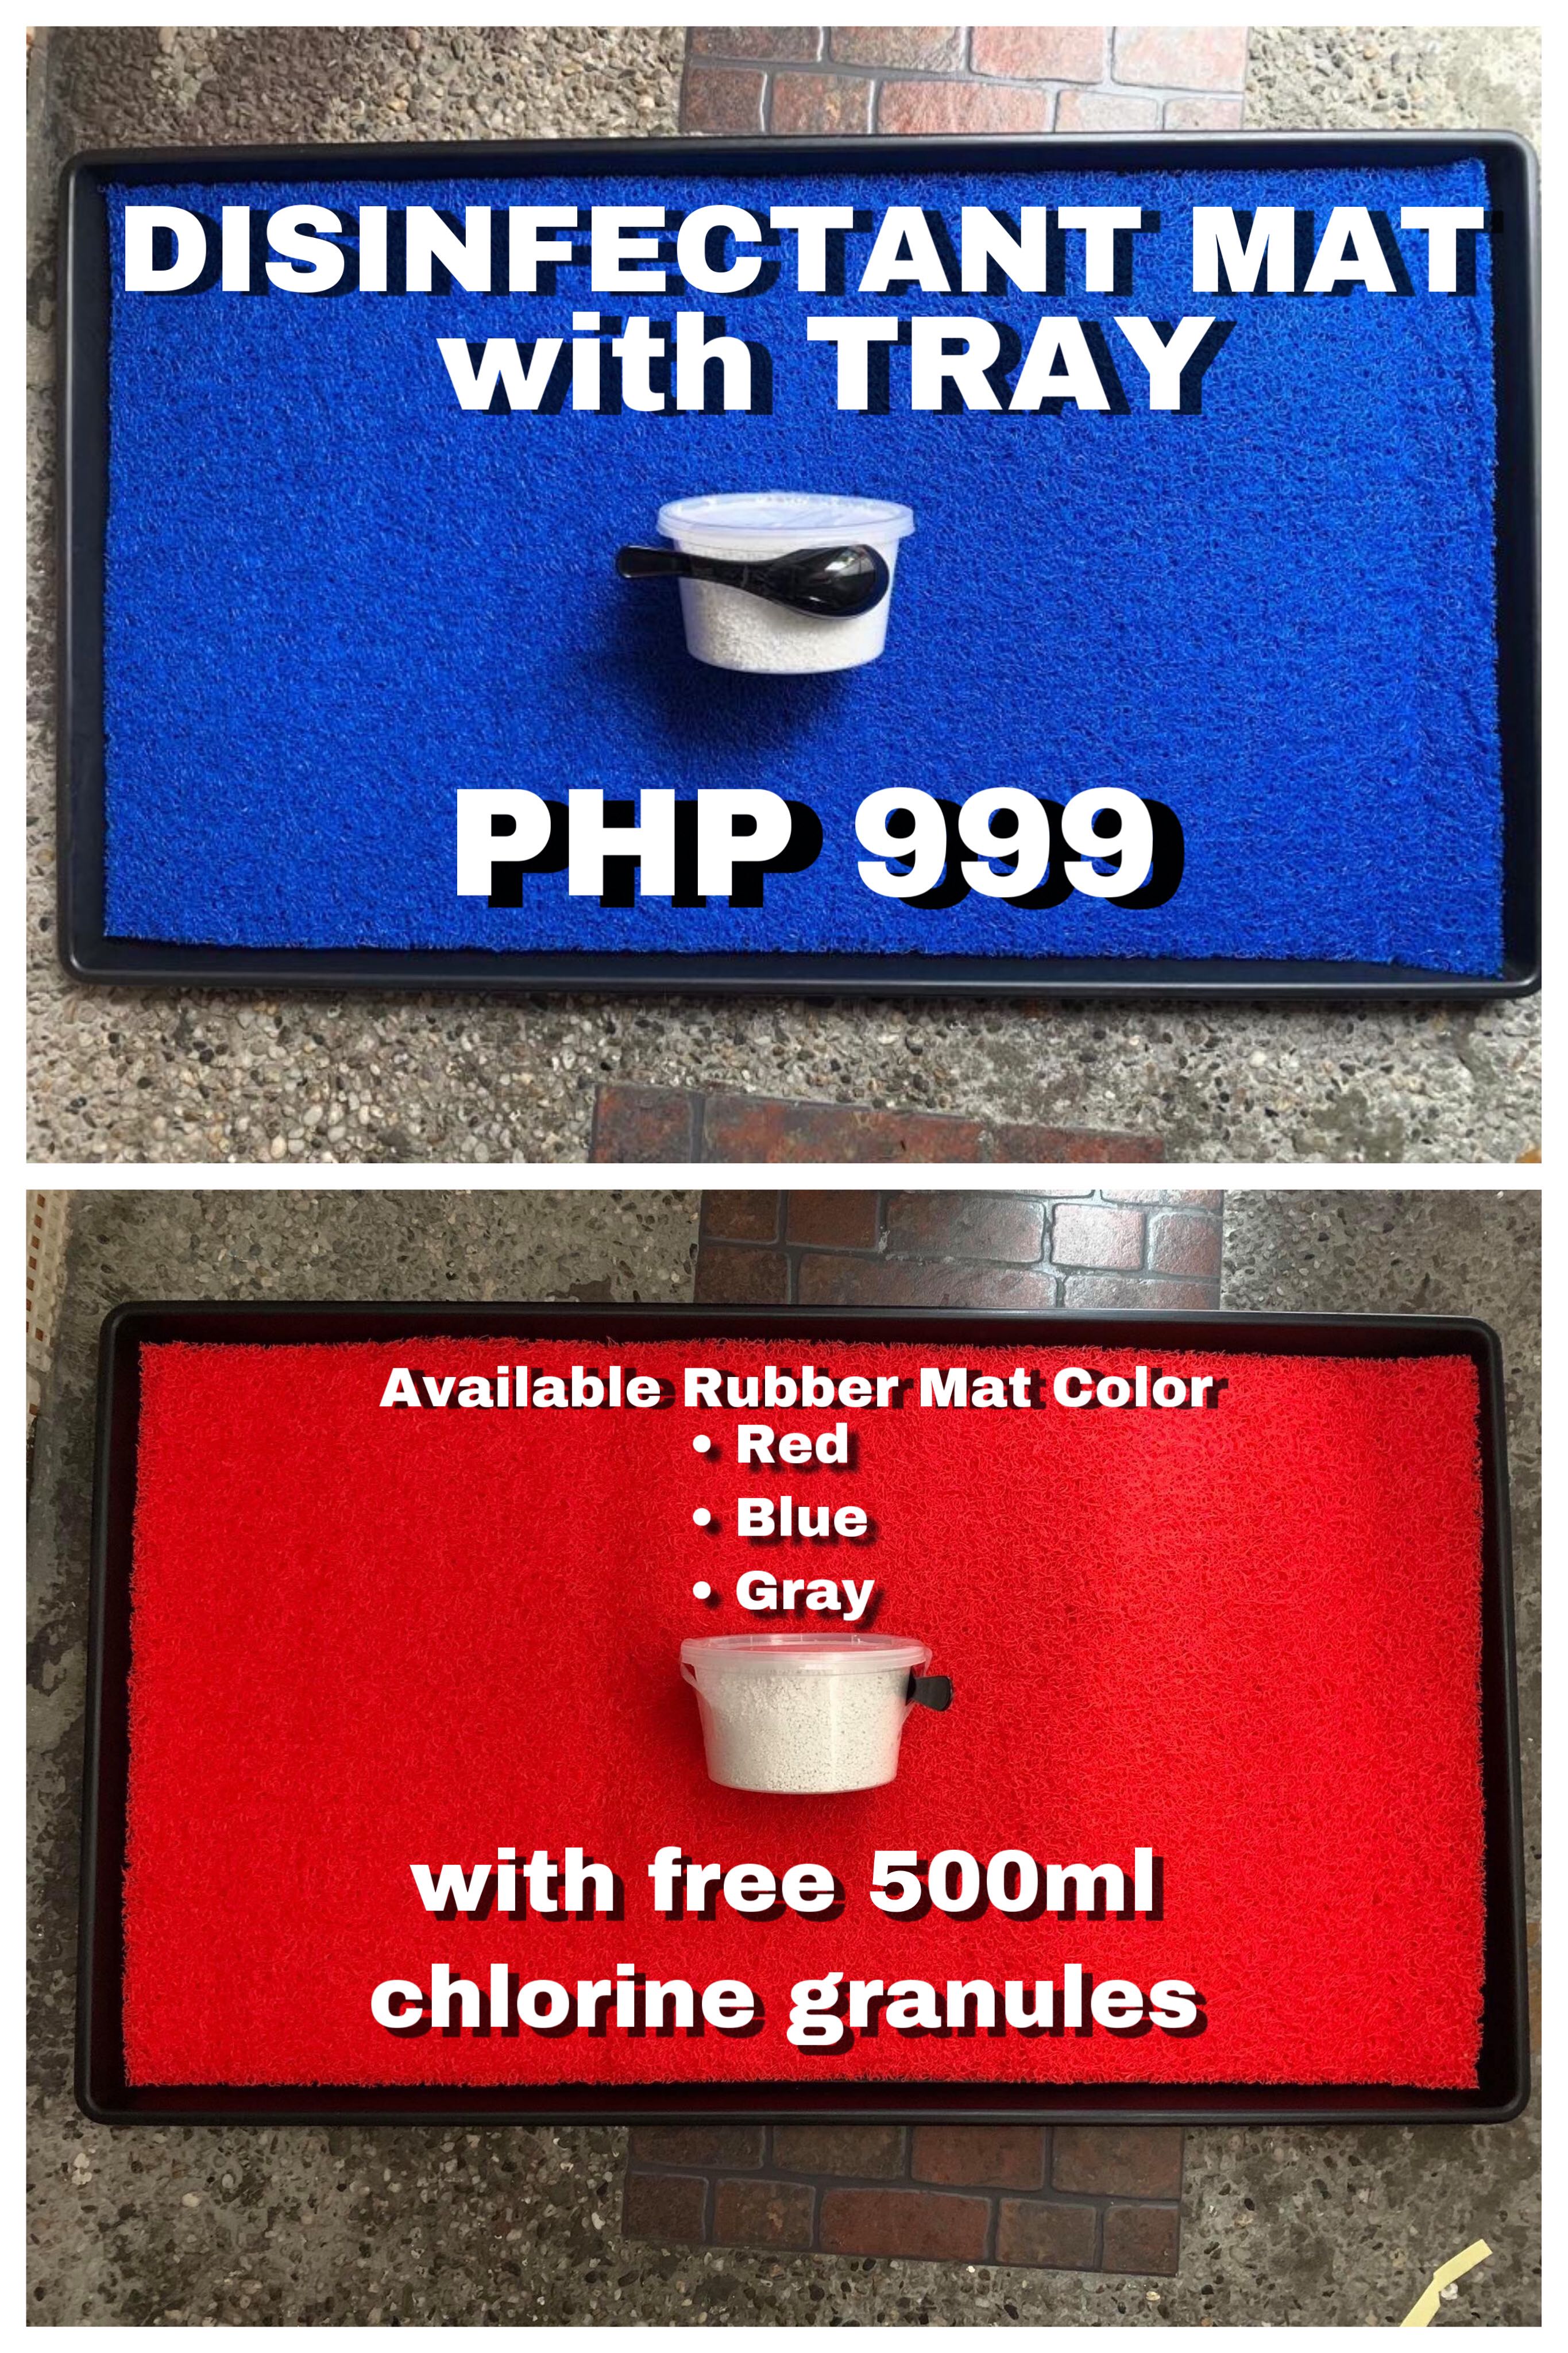 DISINFECTANT MAT
with TRAY
PHP 999
Available Rubber Mat Color
• Red
• Blue
• Gray
with free 500ml
chlorine granules